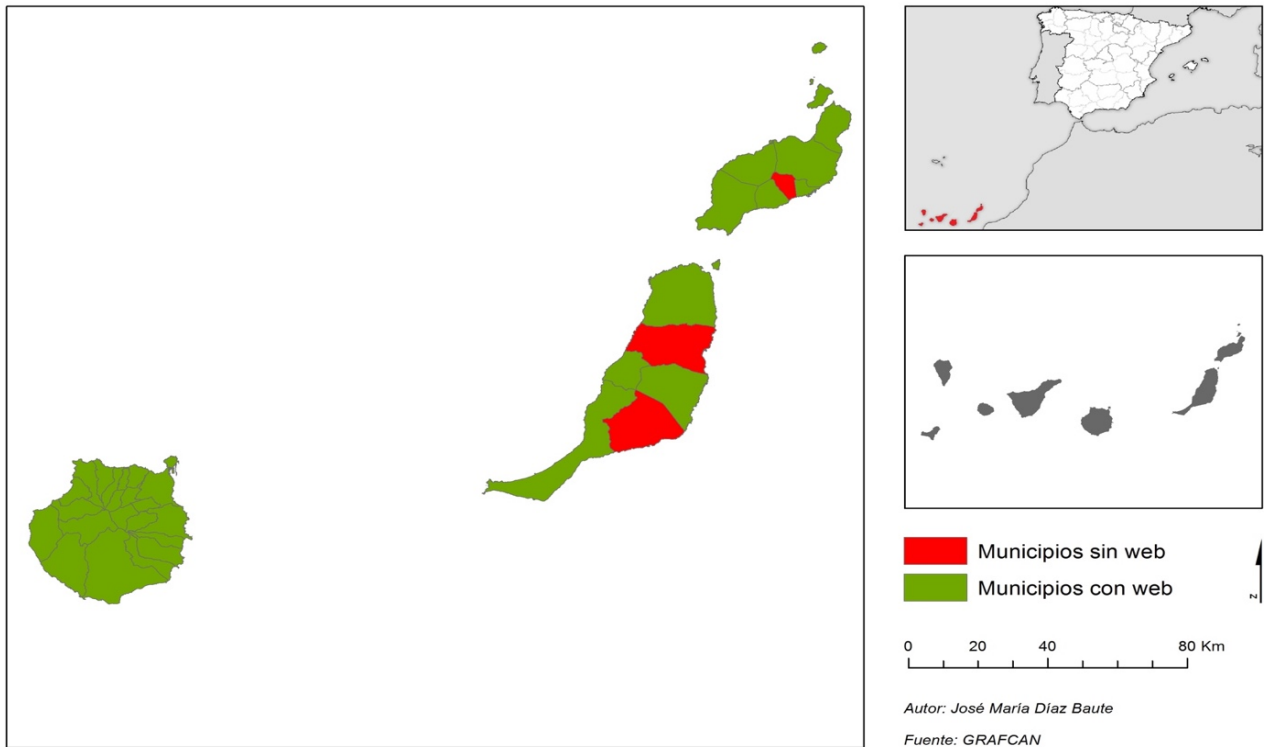 Municipios sin web
Municipios con web
N
0 20 40 80 Km
Autor: José María Díaz Baute
Fuente: GRAFCAN